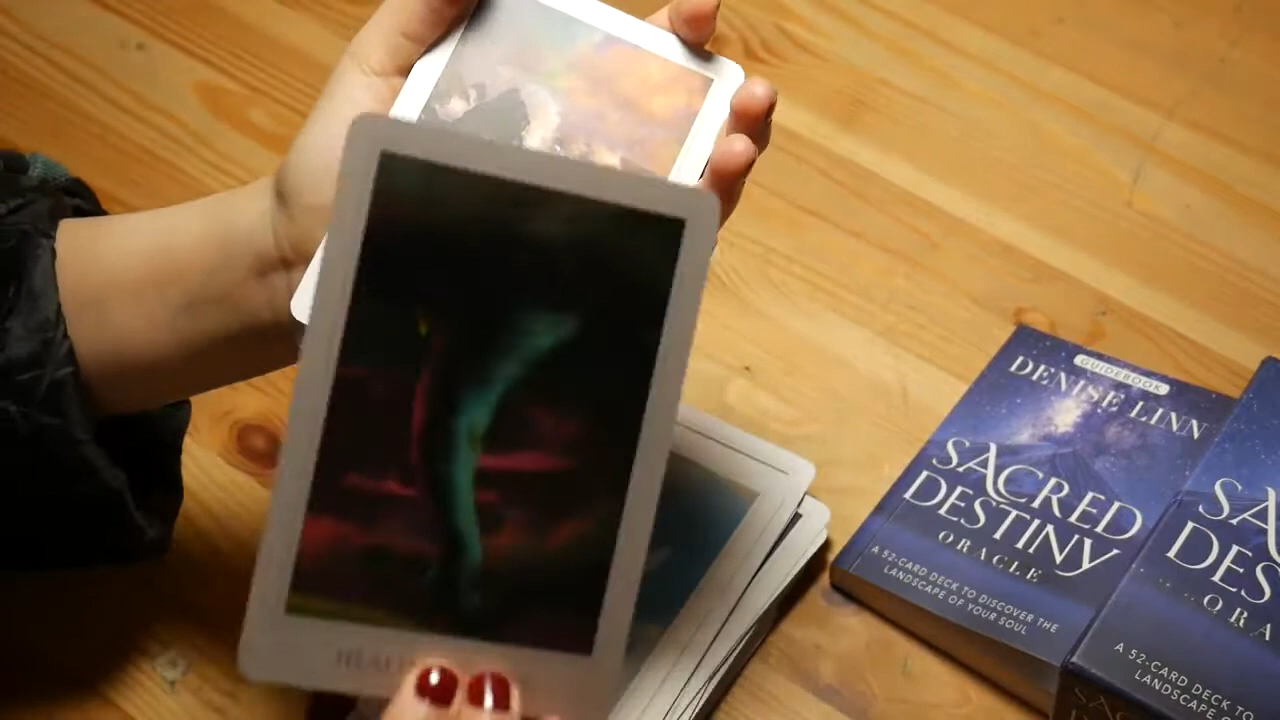 GUIDEBOOK
DENISE LINN
SACRED
DESTINY
ORACLE
A 52-CARD DECK TO DISCOVER THE
LANDSCAPE OF YOUR SOUL
SA
DES
ORA
A 52-CARD DECK TO
LANDSCAPE OF